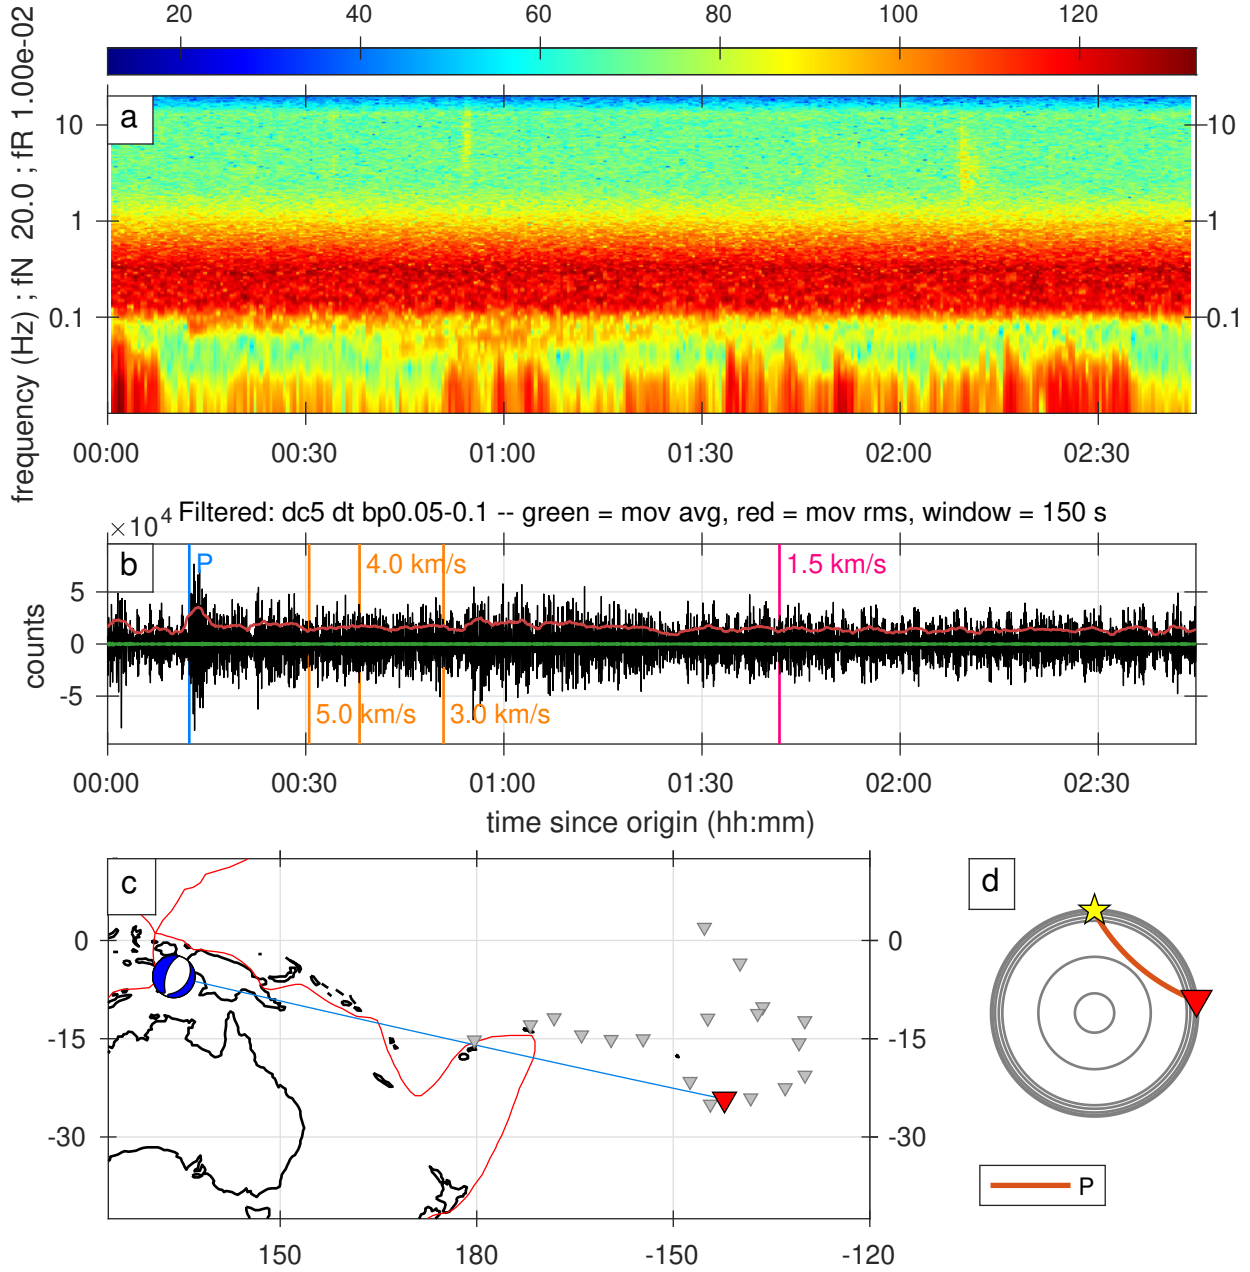 20 40 60 80 100 120
frequency (Hz) ; fN 20.0 ; fR 1.00e-02
a
10 10
1 1
0.1 0.1
00:00 00:30 01:00 01:30 02:00 02:30
×10⁴ Filtered: dc5 dt bp0.05-0.1 -- green = mov avg, red = mov rms, window = 150 s
b P 4.0 km/s 1.5 km/s
5
0
-5
counts
5.0 km/s 3.0 km/s
00:00 00:30 01:00 01:30 02:00 02:30
time since origin (hh:mm)
c d
0 0
-15 -15
-30 -30
150 180 -150 -120
P